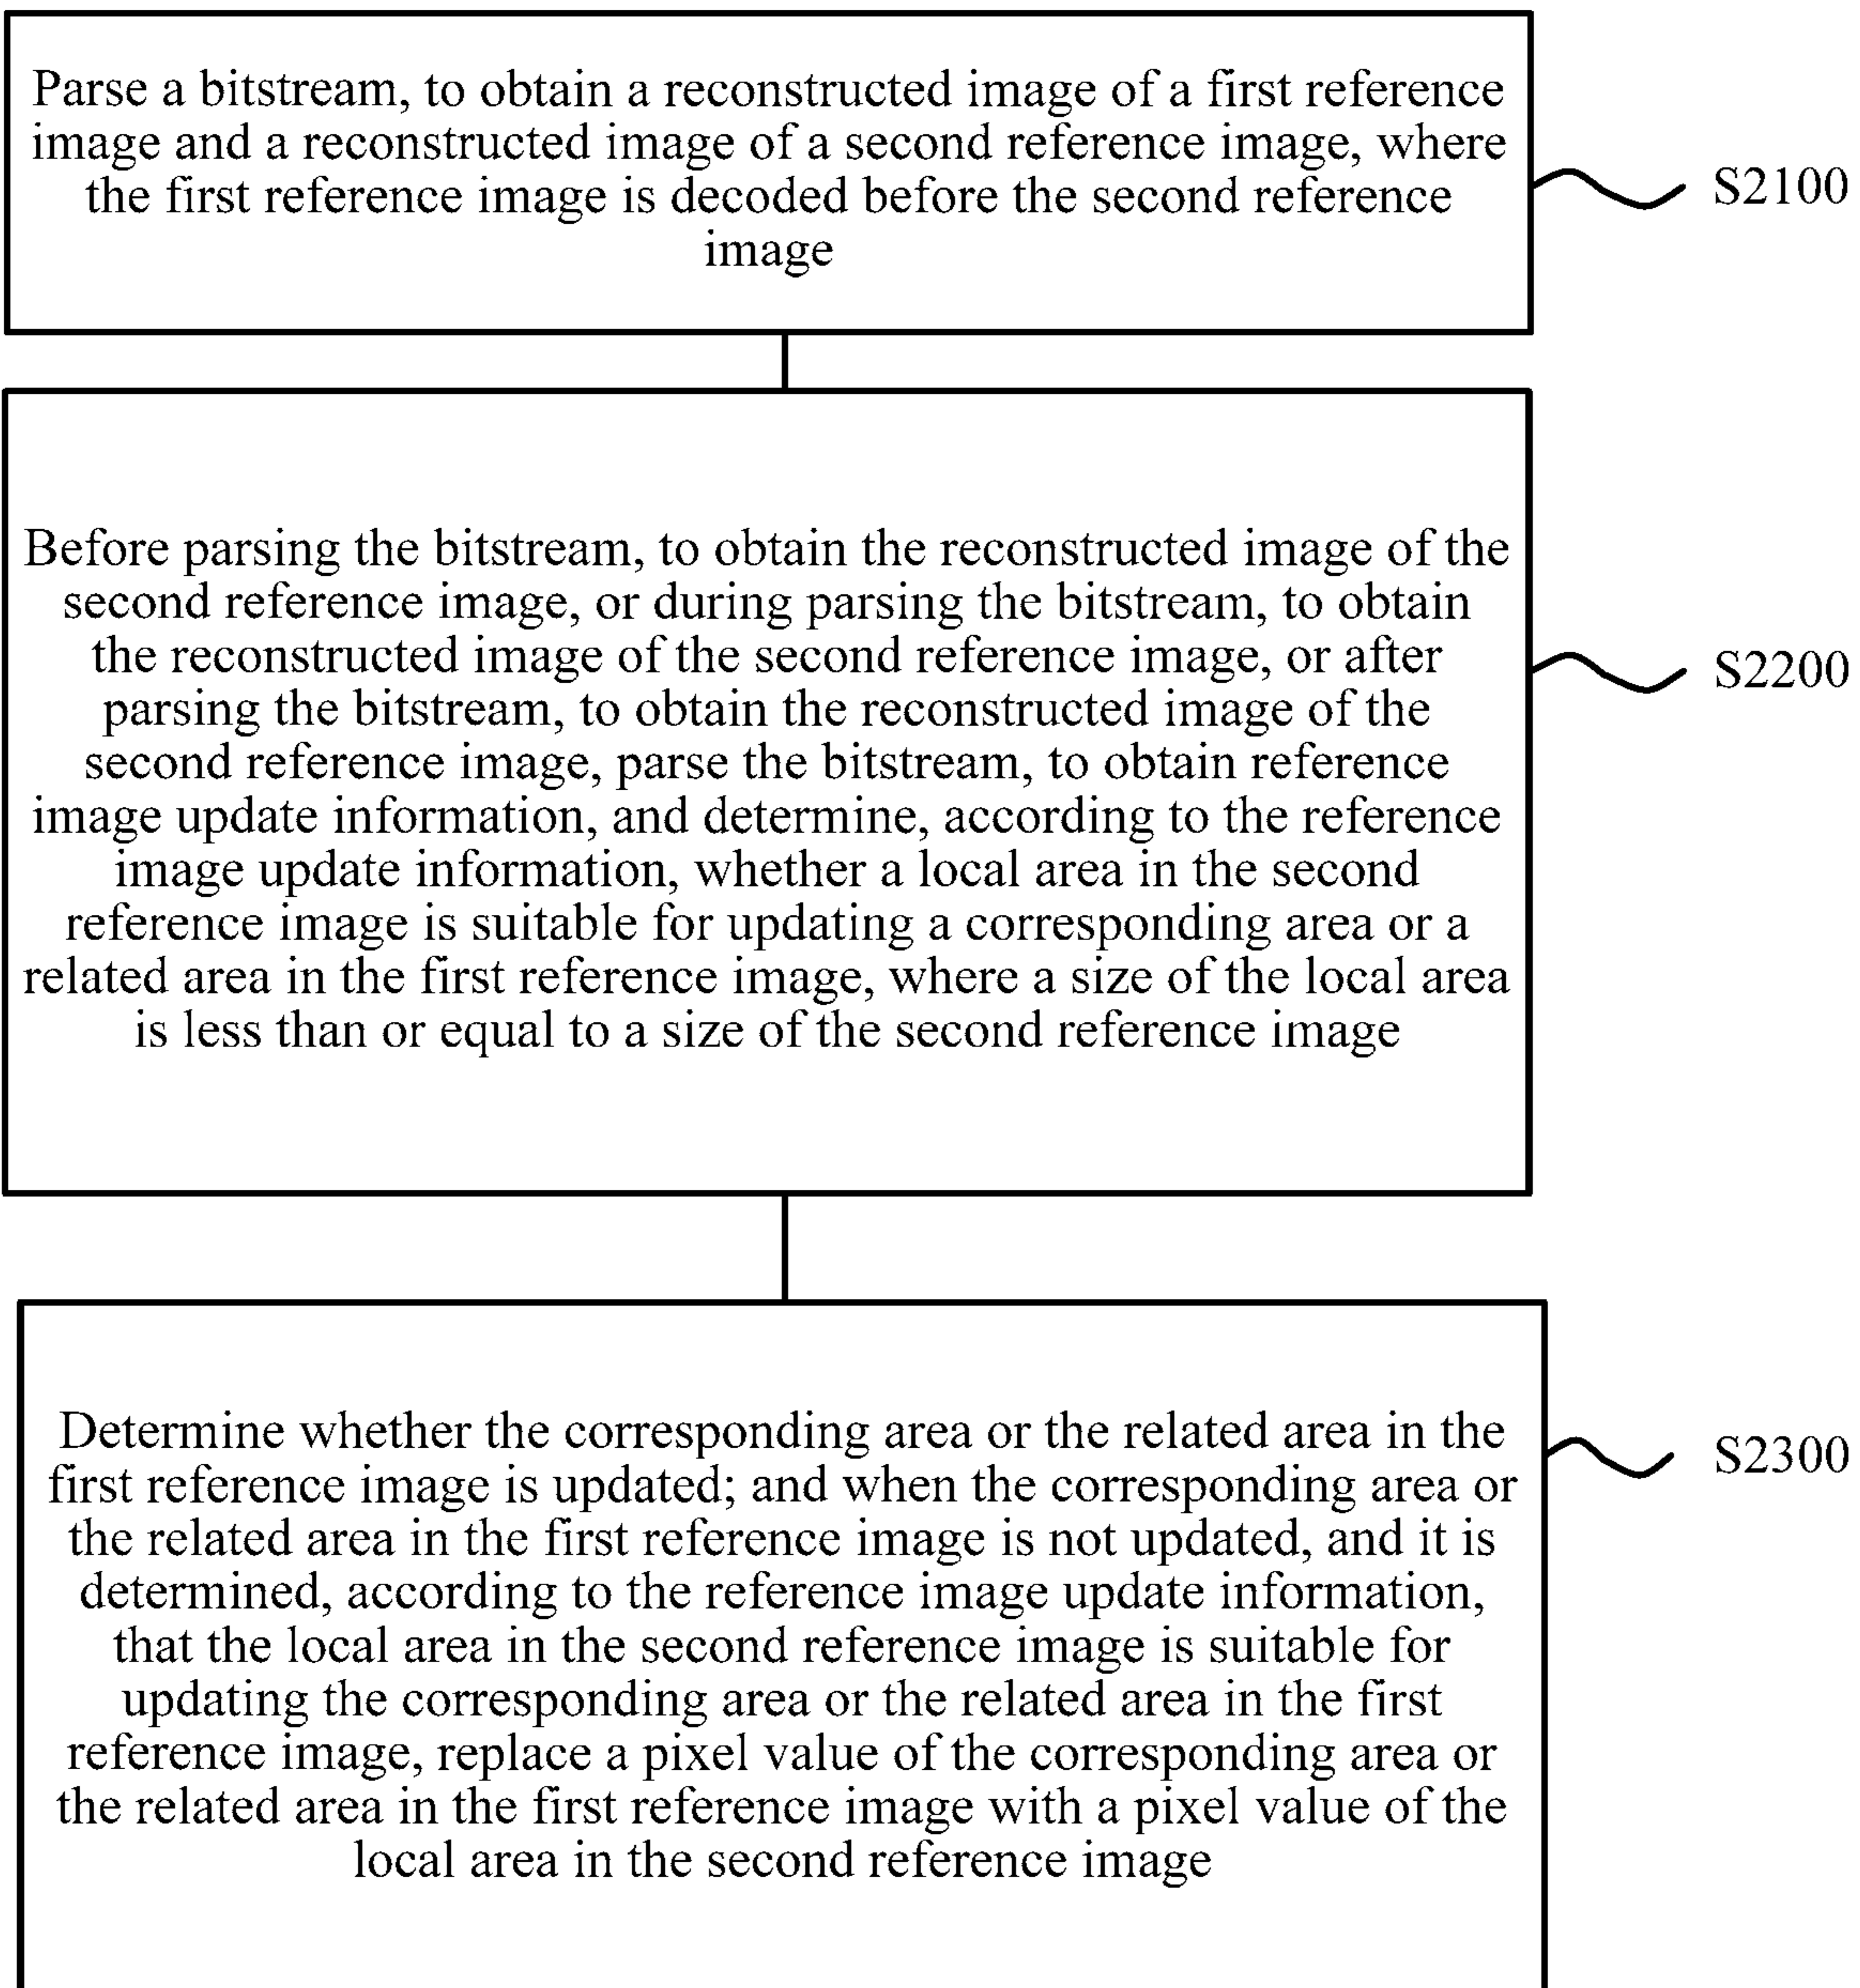 Parse a bitstream, to obtain a reconstructed image of a first reference
image and a reconstructed image of a second reference image, where
the first reference image is decoded before the second reference
image
S2100
Before parsing the bitstream, to obtain the reconstructed image of the
second reference image, or during parsing the bitstream, to obtain
the reconstructed image of the second reference image, or after
parsing the bitstream, to obtain the reconstructed image of the
second reference image, parse the bitstream, to obtain reference
image update information, and determine, according to the reference
image update information, whether a local area in the second
reference image is suitable for updating a corresponding area or a
related area in the first reference image, where a size of the local area
is less than or equal to a size of the second reference image
S2200
Determine whether the corresponding area or the related area in the
first reference image is updated; and when the corresponding area or
the related area in the first reference image is not updated, and it is
determined, according to the reference image update information,
that the local area in the second reference image is suitable for
updating the corresponding area or the related area in the first
reference image, replace a pixel value of the corresponding area or
the related area in the first reference image with a pixel value of the
local area in the second reference image
S2300